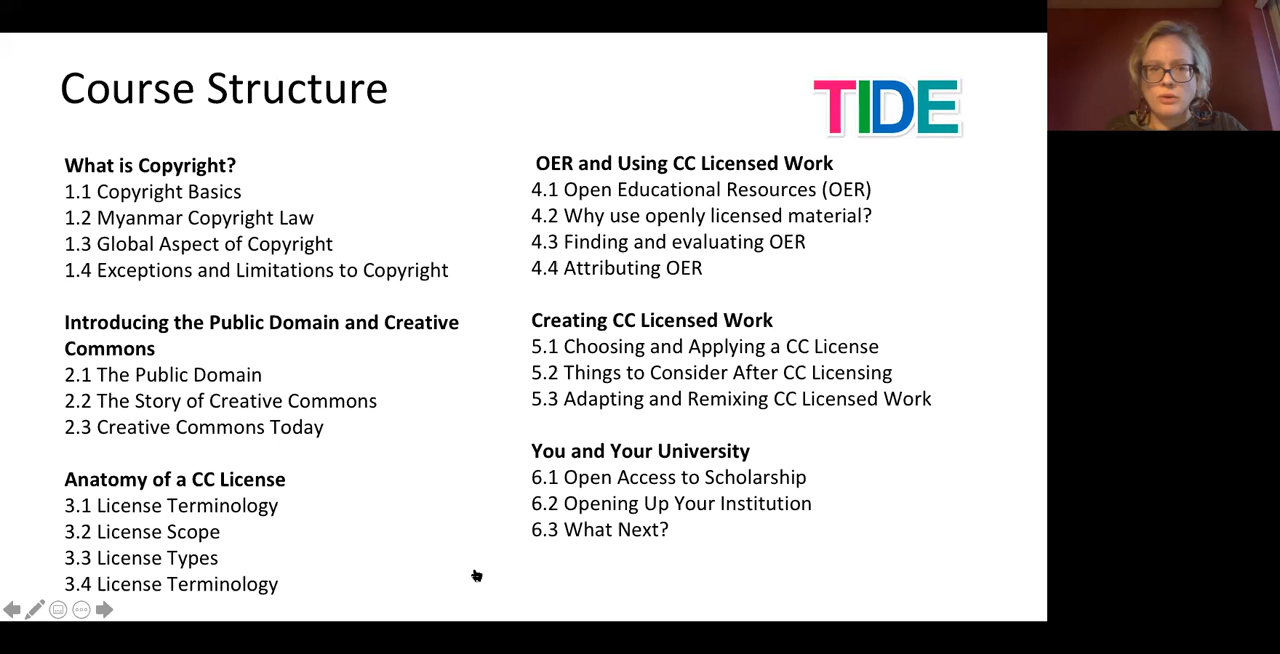 Course Structure
TIDE
What is Copyright?
1.1 Copyright Basics
1.2 Myanmar Copyright Law
1.3 Global Aspect of Copyright
1.4 Exceptions and Limitations to Copyright
Introducing the Public Domain and Creative
Commons
2.1 The Public Domain
2.2 The Story of Creative Commons
2.3 Creative Commons Today
Anatomy of a CC License
3.1 License Terminology
3.2 License Scope
3.3 License Types
3.4 License Terminology
OER and Using CC Licensed Work
4.1 Open Educational Resources (OER)
4.2 Why use openly licensed material?
4.3 Finding and evaluating OER
4.4 Attributing OER
Creating CC Licensed Work
5.1 Choosing and Applying a CC License
5.2 Things to Consider After CC Licensing
5.3 Adapting and Remixing CC Licensed Work
You and Your University
6.1 Open Access to Scholarship
6.2 Opening Up Your Institution
6.3 What Next?